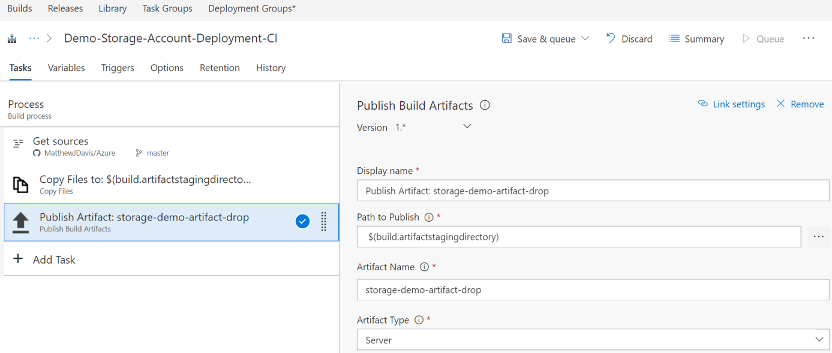 Builds Releases Library Task Groups Deployment Groups*
··· > Demo-Storage-Account-Deployment-CI Save & queue Discard Summary Queue ···
Tasks Variables Triggers Options Retention History
Process
Build process
Get sources
MatthewJDavis/Azure master
Copy Files to: $(build.artifactstagingdirecto...
Copy Files
Publish Artifact: storage-demo-artifact-drop
Publish Build Artifacts
+ Add Task
Publish Build Artifacts Link settings Remove
Version 1.*
Display name *
Publish Artifact: storage-demo-artifact-drop
Path to Publish *
$(build.artifactstagingdirectory)
···
Artifact Name *
storage-demo-artifact-drop
Artifact Type *
Server